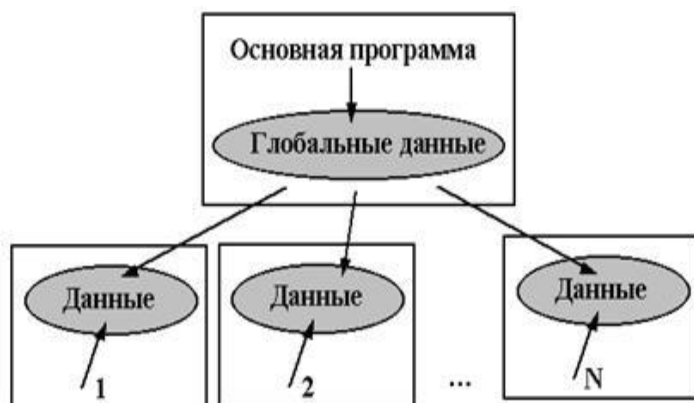 Основная программа
Глобальные данные
Данные
Данные
Данные
1
2
...
N